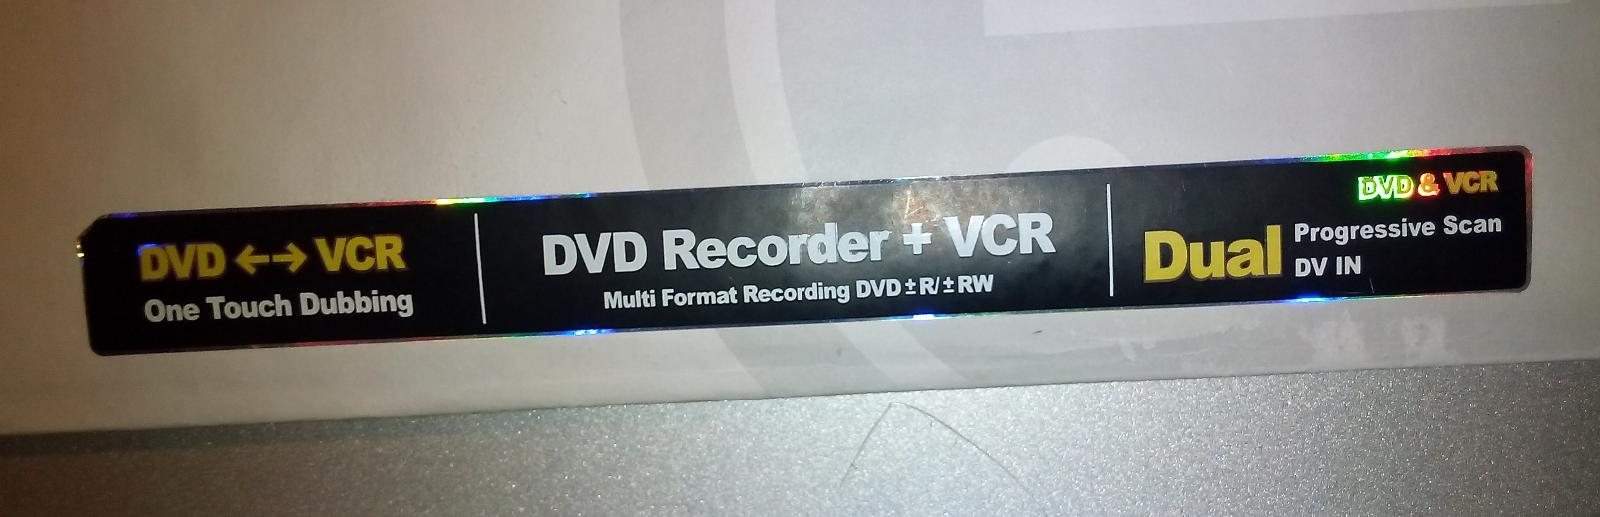 DVD ←→ VCR
One Touch Dubbing
DVD Recorder + VCR
Multi Format Recording DVD±R/±RW
DVD & VCR
Dual
Progressive Scan
DV IN